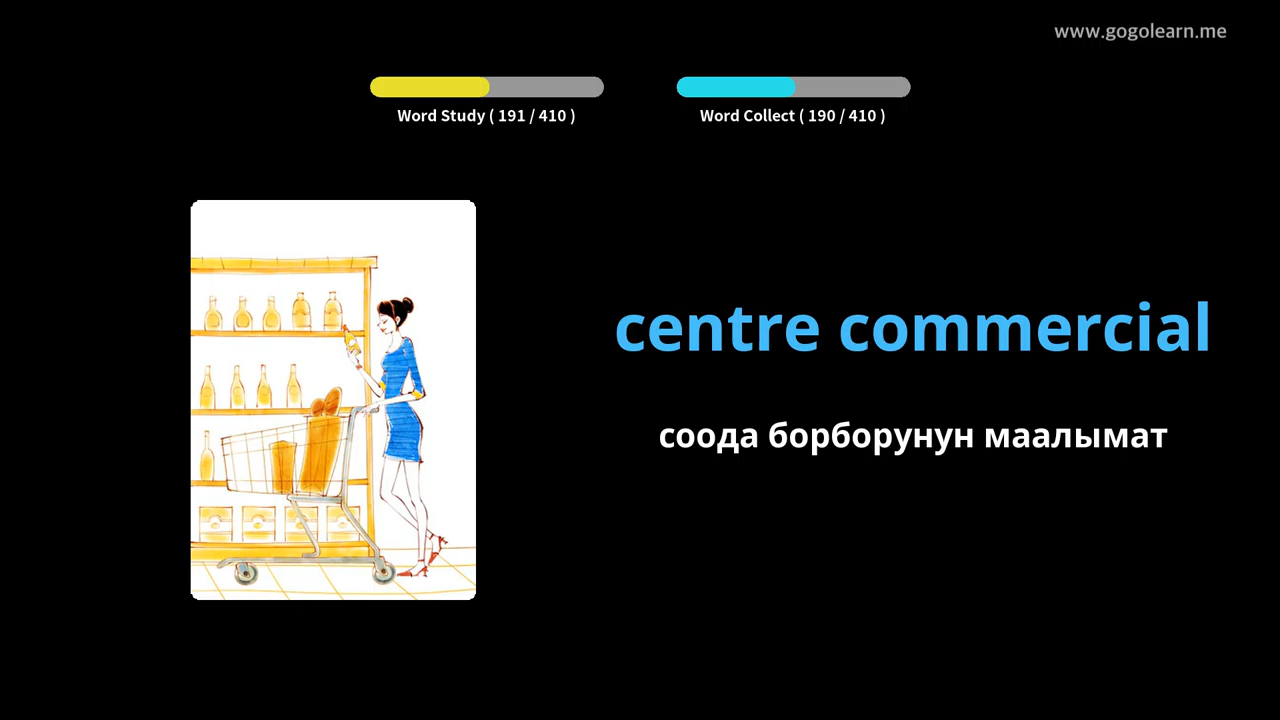 www.gogolearn.me
Word Study ( 191 / 410 )
Word Collect ( 190 / 410 )
centre commercial
соода борборунун маалымат